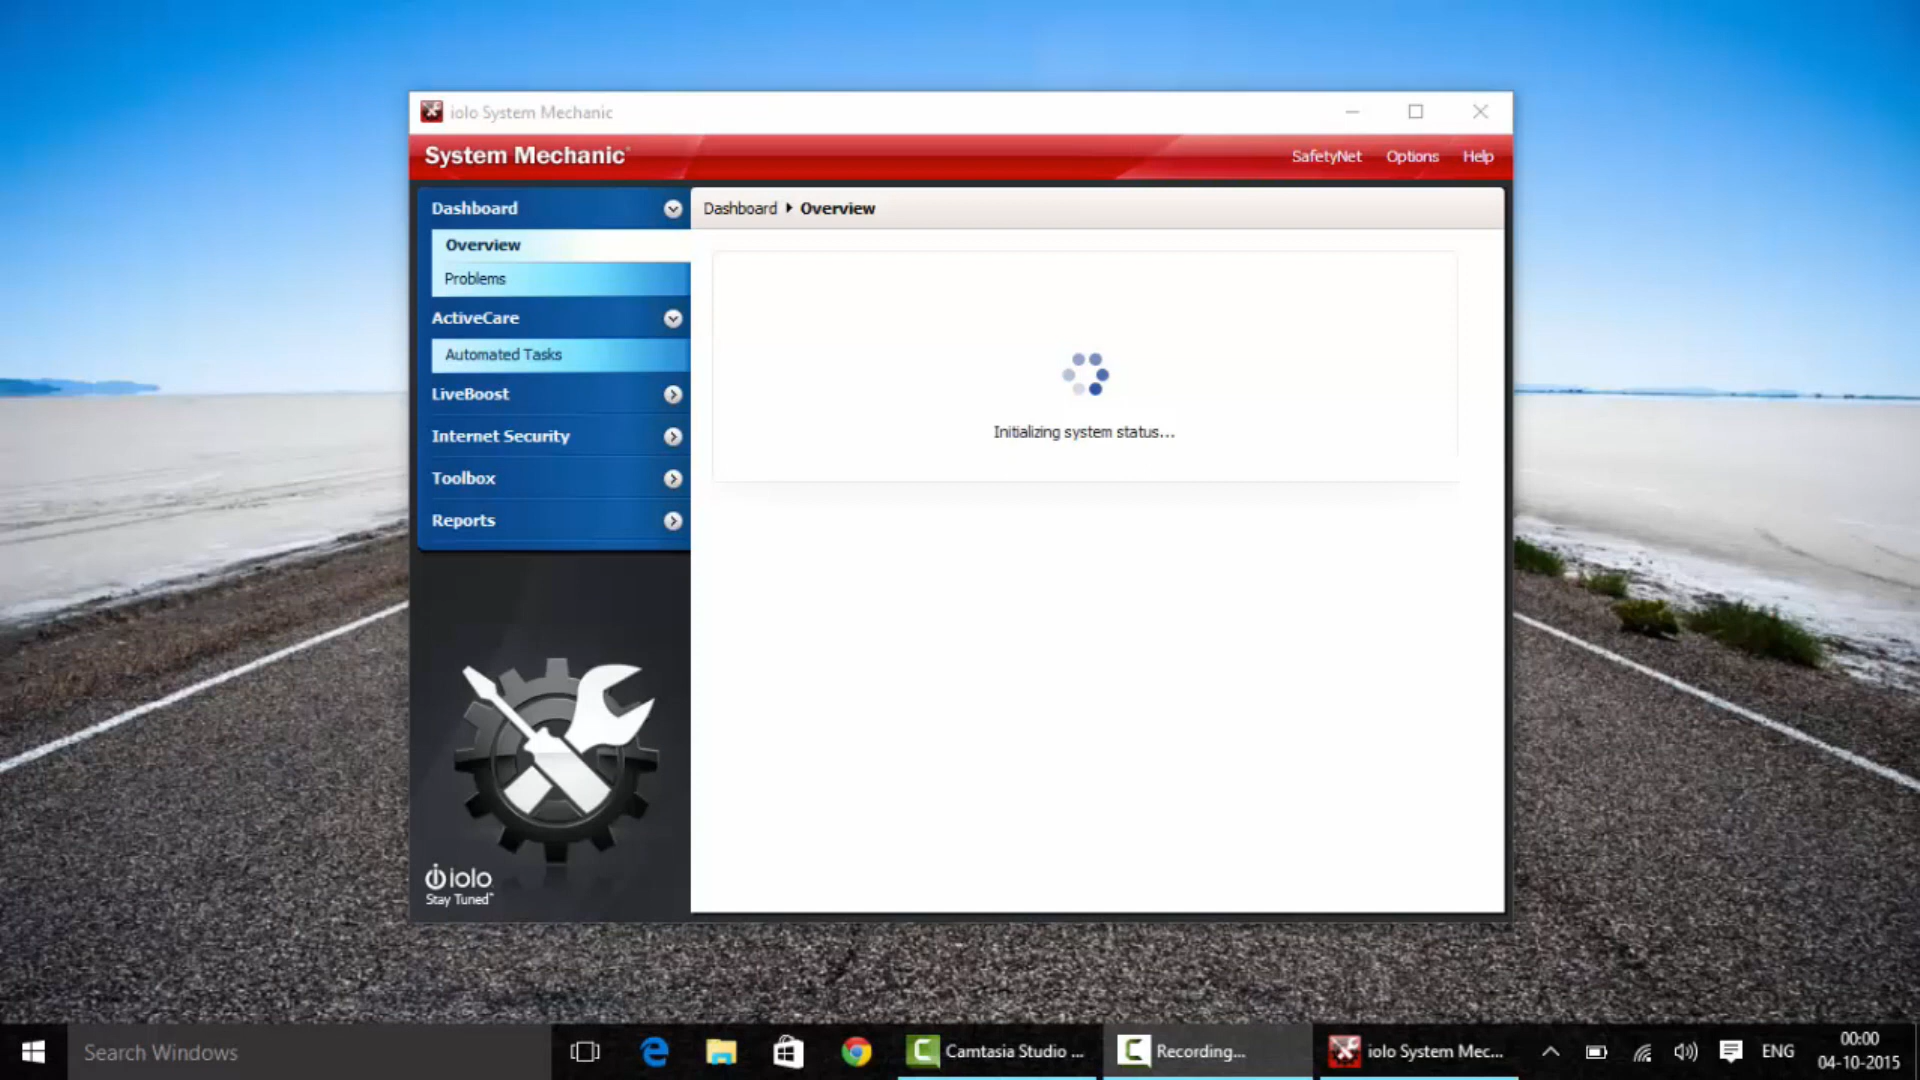 iolo System Mechanic
System Mechanic
SafetyNet Options Help
Dashboard
Overview
Problems
ActiveCare
Automated Tasks
LiveBoost
Internet Security
Toolbox
Reports
Dashboard Overview
Initializing system status...
iolo
Stay Tuned™
Search Windows
Camtasia Studio ...
Recording...
iolo System Mec...
ENG
00:00
04-10-2015